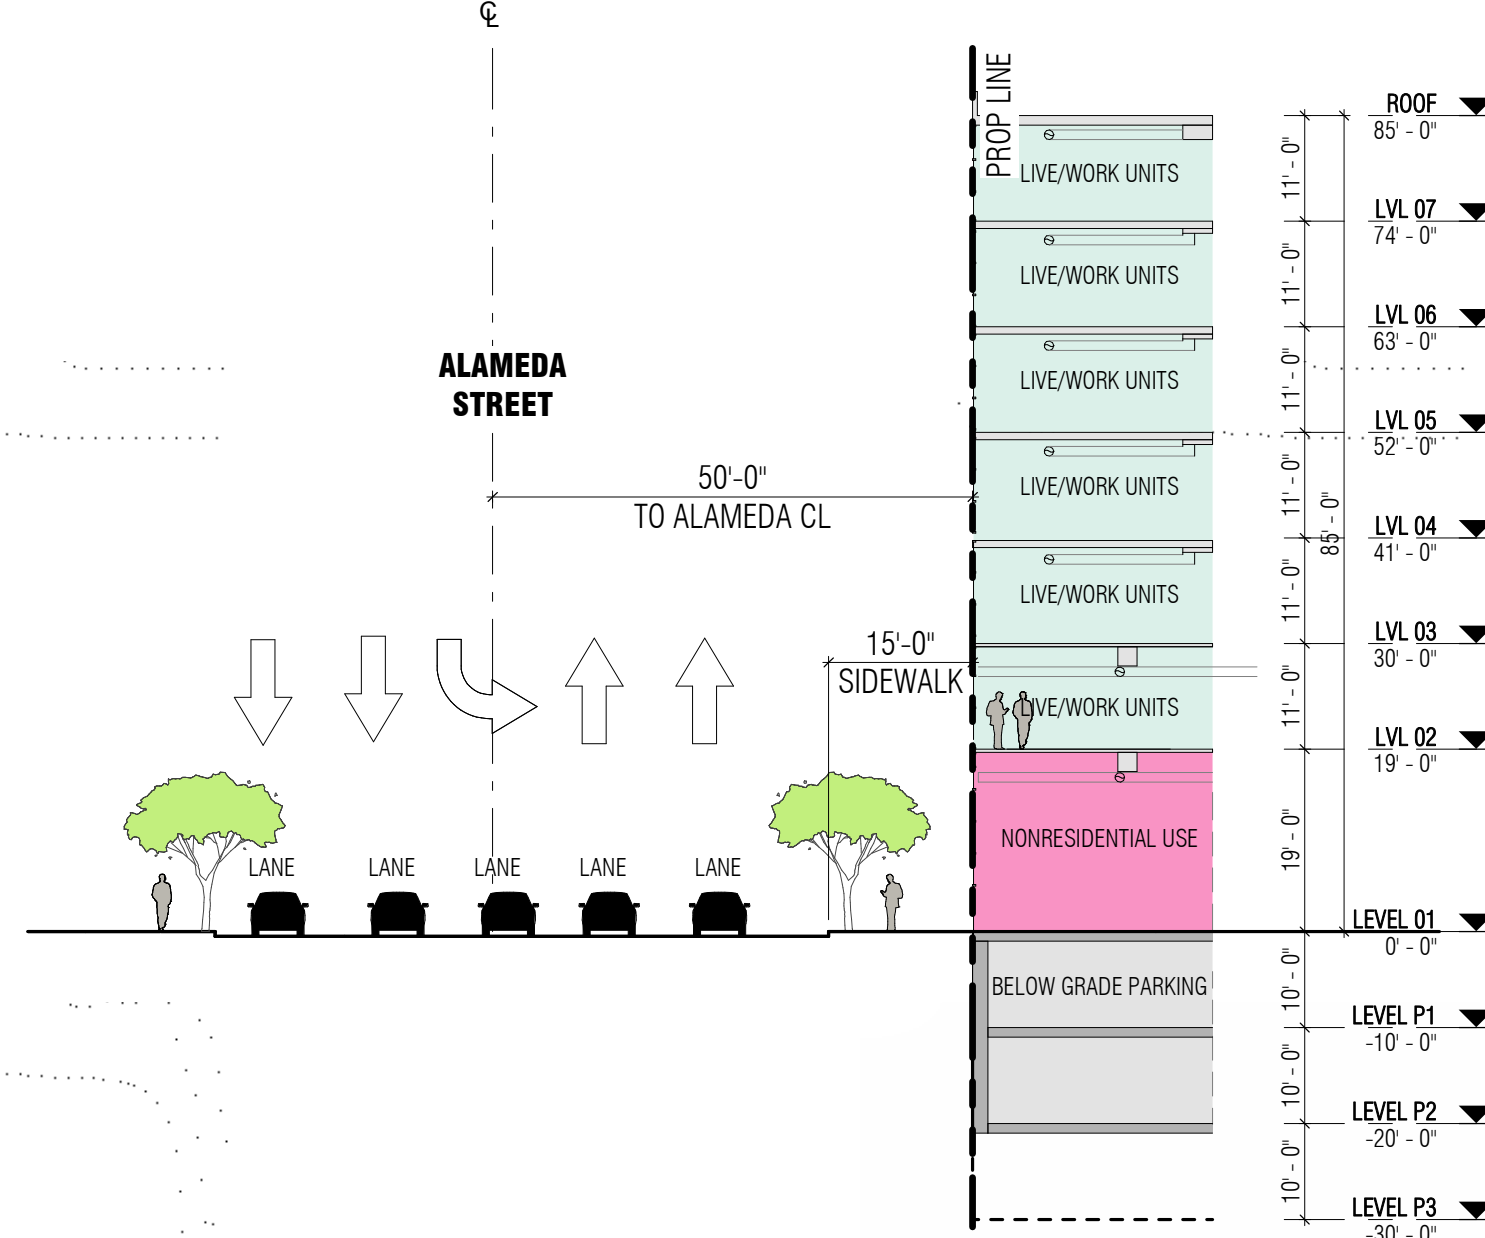 ℄
PROP LINE
ROOF
85' - 0"
11' - 0"
LIVE/WORK UNITS
LVL 07
74' - 0"
11' - 0"
LIVE/WORK UNITS
LVL 06
63' - 0"
ALAMEDA
STREET
11' - 0"
LIVE/WORK UNITS
LVL 05
52' - 0"
50'-0"
TO ALAMEDA CL
11' - 0"
LIVE/WORK UNITS
85' - 0"
LVL 04
41' - 0"
11' - 0"
LIVE/WORK UNITS
LVL 03
30' - 0"
15'-0"
SIDEWALK
11' - 0"
LIVE/WORK UNITS
LVL 02
19' - 0"
NONRESIDENTIAL USE
19' - 0"
LANE
LANE
LANE
LANE
LANE
LEVEL 01
0' - 0"
BELOW GRADE PARKING
10' - 0"
LEVEL P1
-10' - 0"
10' - 0"
LEVEL P2
-20' - 0"
10' - 0"
LEVEL P3
-30' - 0"